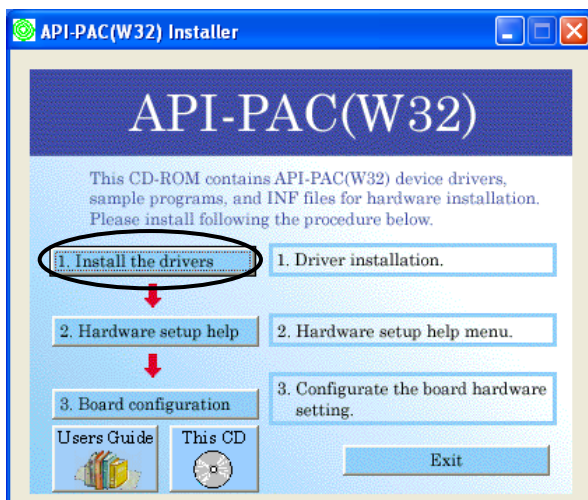 API-PAC(W32) Installer
API-PAC(W32)
This CD-ROM contains API-PAC(W32) device drivers,
sample programs, and INF files for hardware installation.
Please install following the procedure below.
1. Install the drivers
1. Driver installation.
2. Hardware setup help
2. Hardware setup help menu.
3. Board configuration
3. Configurate the board hardware
setting.
Users Guide
This CD
Exit